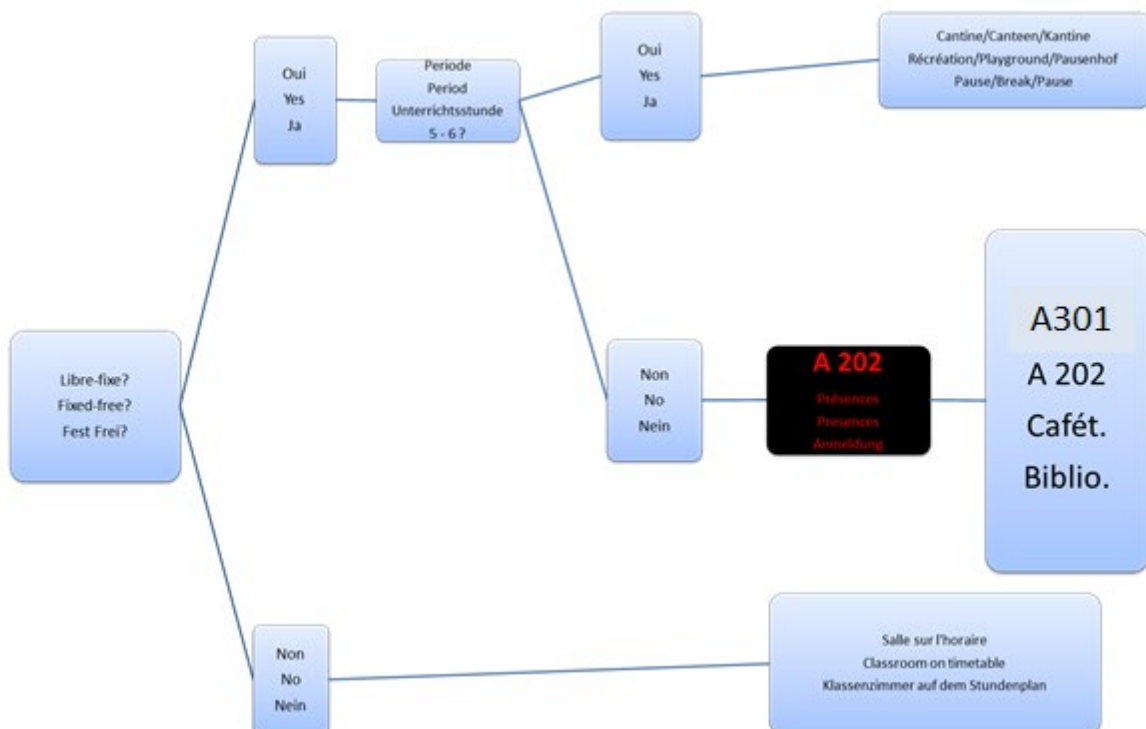 Libre-fixe?
Fixed-free?
Fest Frei?
Oui
Yes
Ja
Periode
Period
Unterrichtsstunde
5 - 6 ?
Oui
Yes
Ja
Cantine/Canteen/Kantine
Récréation/Playground/Pausenhof
Pause/Break/Pause
Non
No
Nein
A 202
Présences
Presences
Anmeldung
A301
A 202
Cafét.
Biblio.
Non
No
Nein
Salle sur l'horaire
Classroom on timetable
Klassenzimmer auf dem Stundenplan